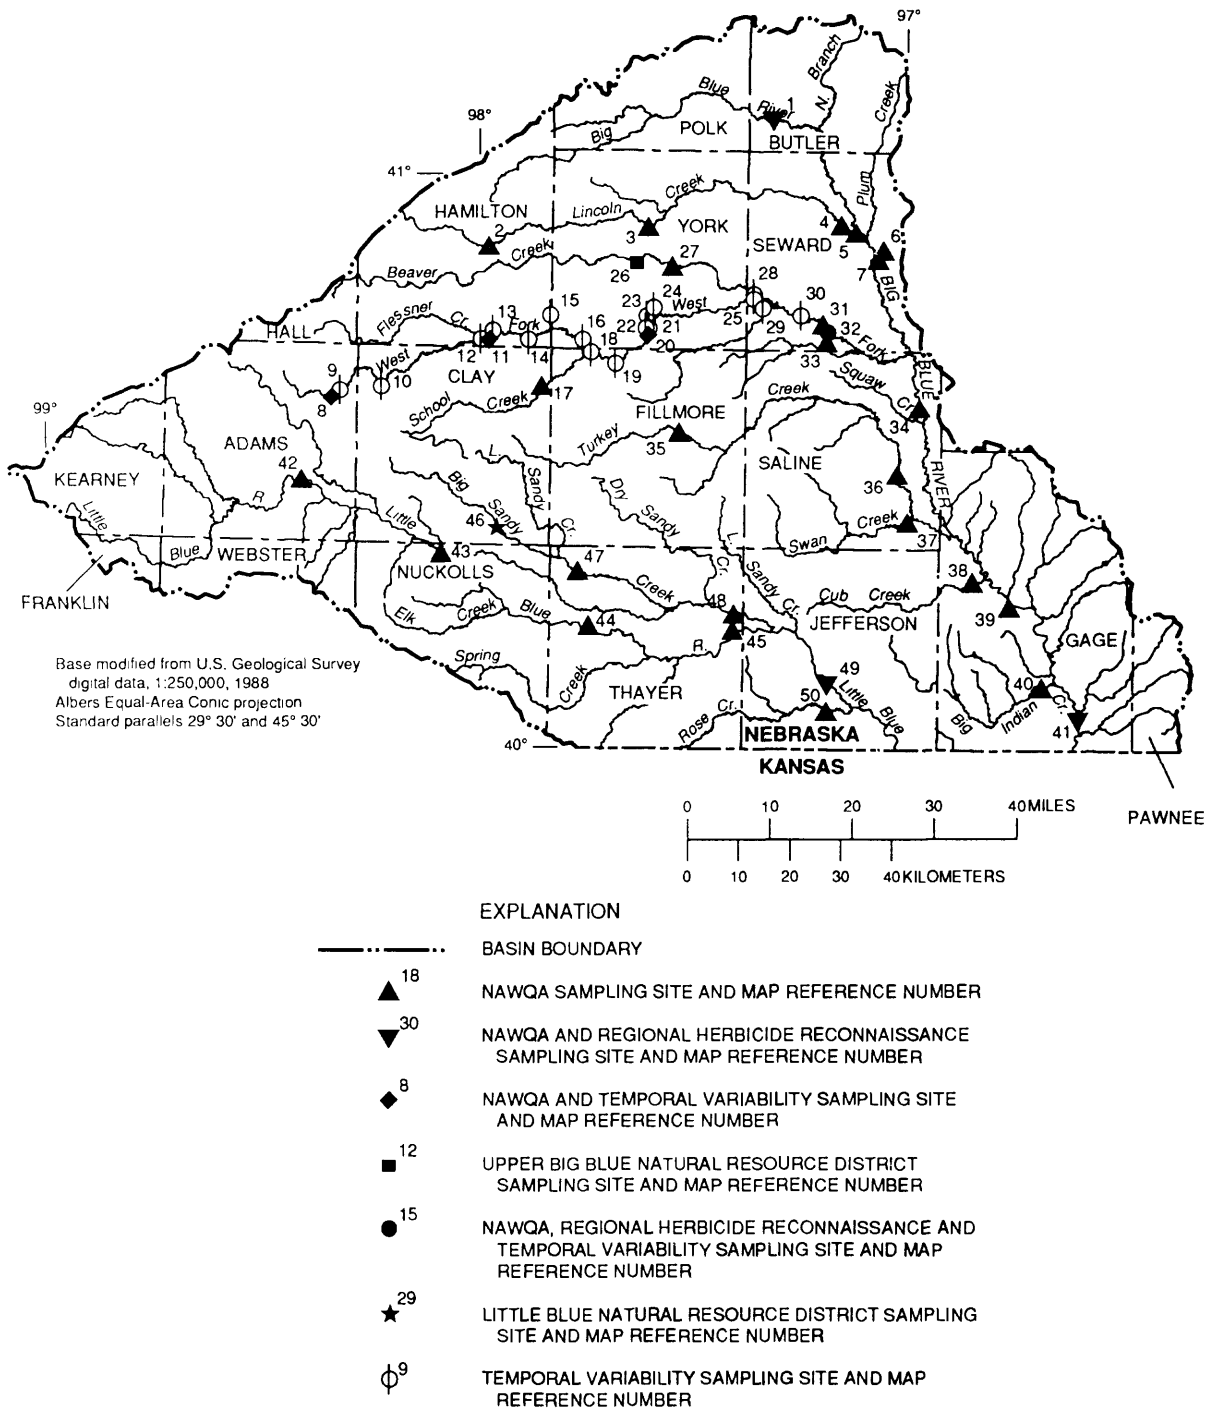 97°
98°
41°
99°
40°
Big Blue River
N. Branch
Plum Creek
1
POLK
BUTLER
HAMILTON
Lincoln Creek
2
3
YORK
4
5
SEWARD
6
7
Beaver Creek
26
27
28
BIG BLUE RIVER
HALL
Flessner Cr.
13
15
23
24
West
30
31
32
12
11
Fork
14
16
18
22
21
20
25
29
Fork
33
9
8
West
10
CLAY
17
19
Squaw Cr.
34
School Creek
FILLMORE
Creek
Turkey
35
ADAMS
42
KEARNEY
L. Sandy Cr.
SALINE
36
Big Sandy
46
Dry Sandy
Swan Creek
37
Little Blue R.
Little
WEBSTER
43
47
L. Sandy Cr.
Cr.
38
NUCKOLLS
Creek
Cub Creek
39
FRANKLIN
Elk Creek
Blue
44
48
45
R.
JEFFERSON
GAGE
Spring Creek
THAYER
49
Little Blue
50
Rose Cr.
40
Big Indian Cr.
41
NEBRASKA
KANSAS
PAWNEE
Base modified from U.S. Geological Survey
digital data, 1:250,000, 1988
Albers Equal-Area Conic projection
Standard parallels 29° 30' and 45° 30'
0 10 20 30 40 MILES
0 10 20 30 40 KILOMETERS
EXPLANATION
BASIN BOUNDARY
18 NAWQA SAMPLING SITE AND MAP REFERENCE NUMBER
30 NAWQA AND REGIONAL HERBICIDE RECONNAISSANCE
SAMPLING SITE AND MAP REFERENCE NUMBER
8 NAWQA AND TEMPORAL VARIABILITY SAMPLING SITE
AND MAP REFERENCE NUMBER
12 UPPER BIG BLUE NATURAL RESOURCE DISTRICT
SAMPLING SITE AND MAP REFERENCE NUMBER
15 NAWQA, REGIONAL HERBICIDE RECONNAISSANCE AND
TEMPORAL VARIABILITY SAMPLING SITE AND MAP
REFERENCE NUMBER
29 LITTLE BLUE NATURAL RESOURCE DISTRICT SAMPLING
SITE AND MAP REFERENCE NUMBER
9 TEMPORAL VARIABILITY SAMPLING SITE AND MAP
REFERENCE NUMBER